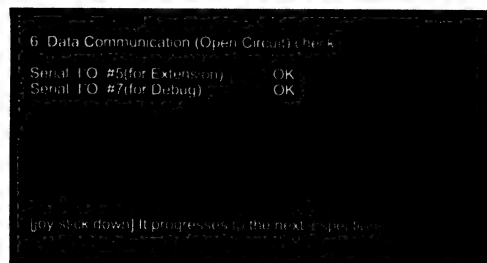 6. Data Communication (Open Circuit) check
Serial I/O #5(for Extension) OK
Serial I/O #7(for Debug) OK
[joy stick down] It progresses to the next inspection